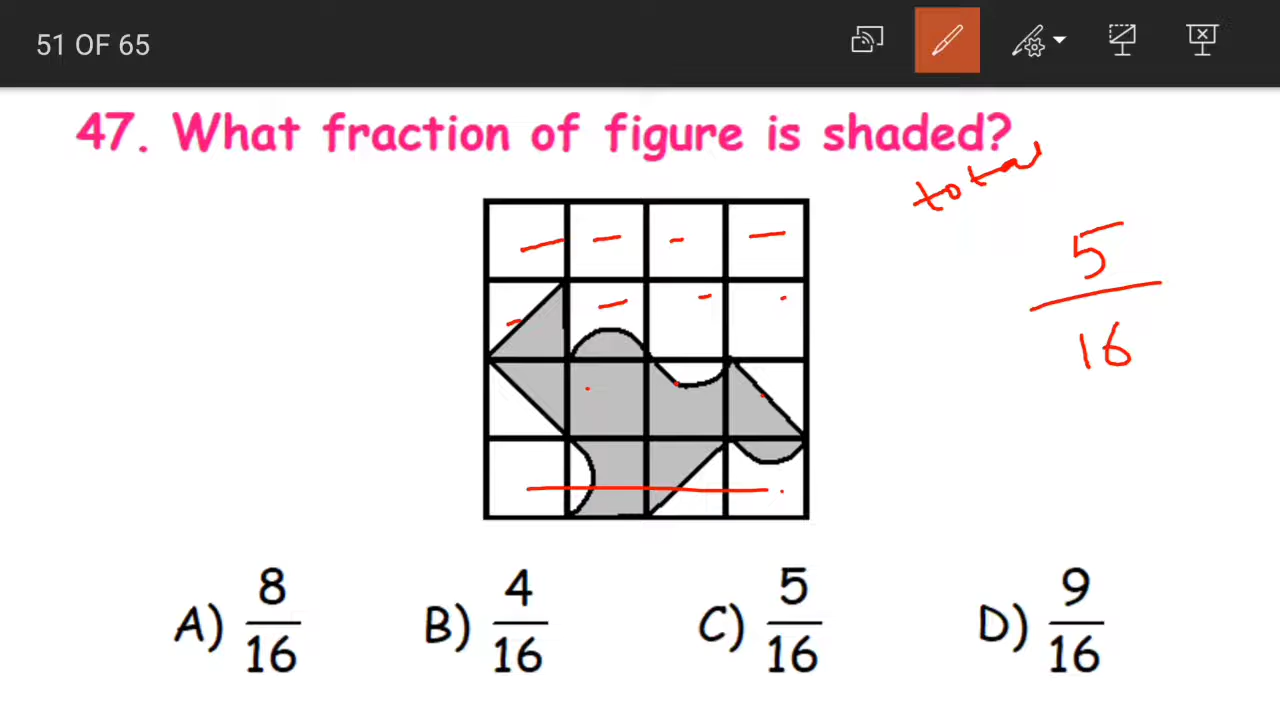 51 OF 65
47. What fraction of figure is shaded?
total
5
16
A) 8/16 B) 4/16 C) 5/16 D) 9/16